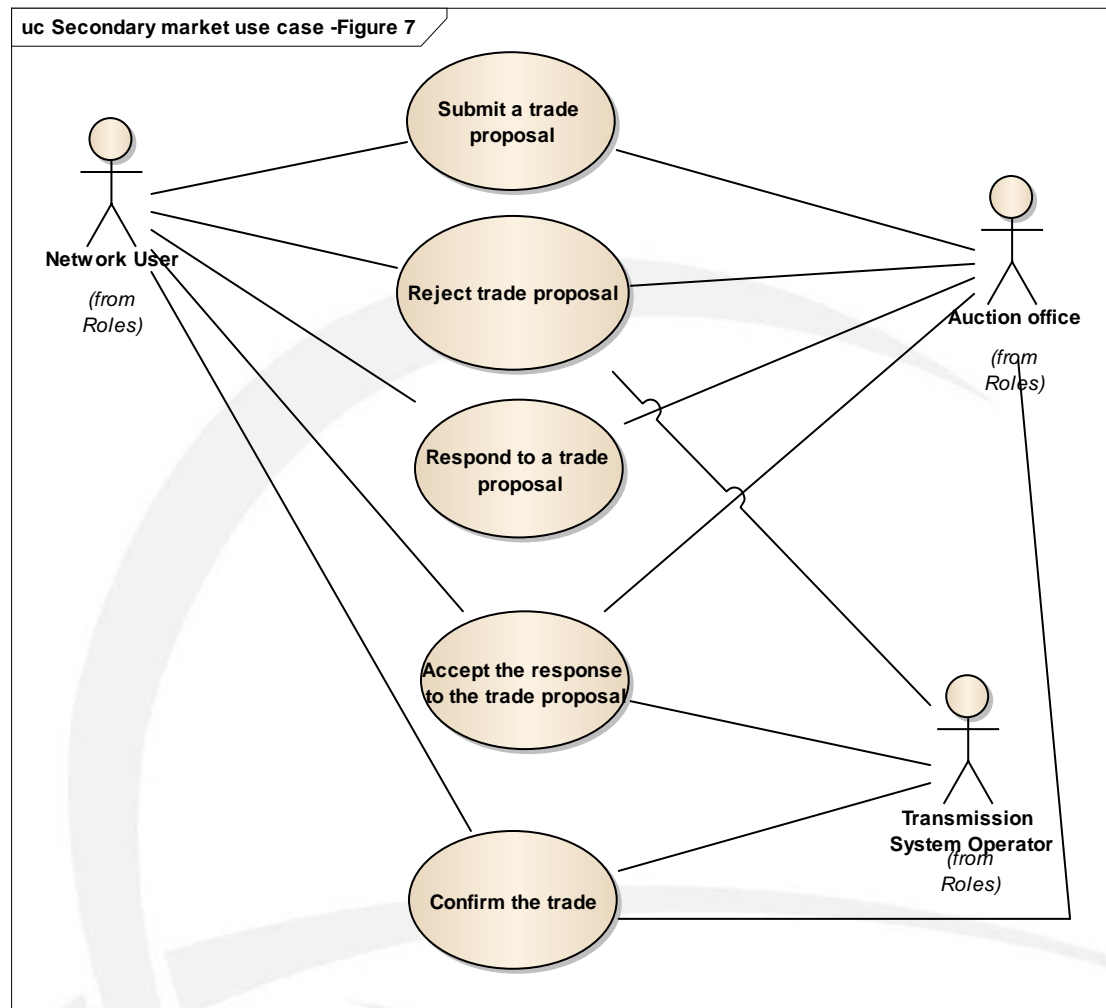 uc Secondary market use case -Figure 7
Submit a trade
proposal
Network User
(from
Roles)
Reject trade proposal
Auction office
(from
Roles)
Respond to a trade
proposal
Accept the response
to the trade proposal
Transmission
System Operator
(from
Roles)
Confirm the trade